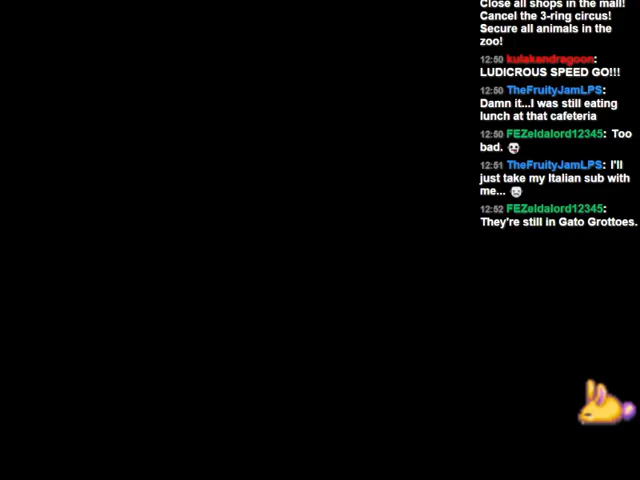 Close all shops in the mall!
Cancel the 3-ring circus!
Secure all animals in the
zoo!
12:50 kulakandragoon:
LUDICROUS SPEED GO!!!
12:50 TheFruityJamLPS:
Damn it...I was still eating
lunch at that cafeteria
12:50 FEZeldalord12345: Too
bad.
12:51 TheFruityJamLPS: I'll
just take my Italian sub with
me...
12:52 FEZeldalord12345:
They're still in Gato Grottoes.